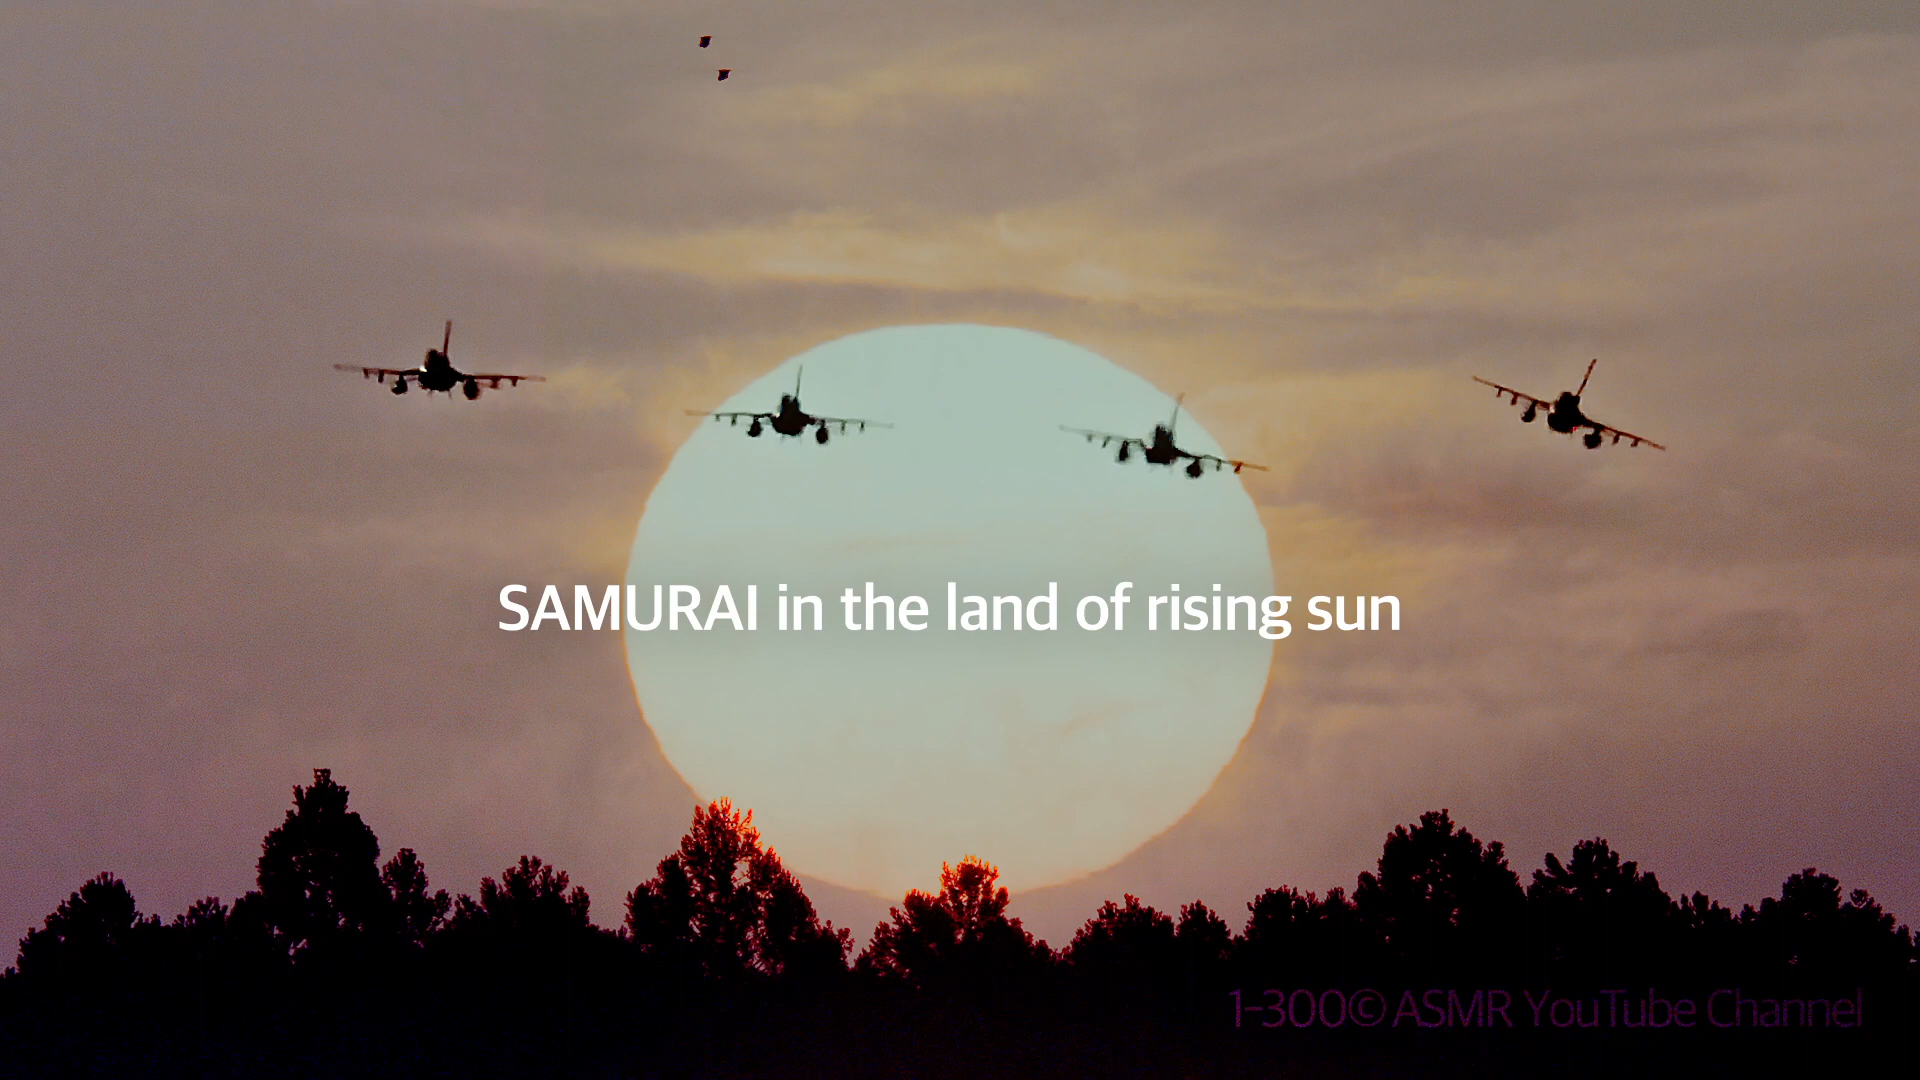 SAMURAI in the land of rising sun
1-300© ASMR YouTube Channel